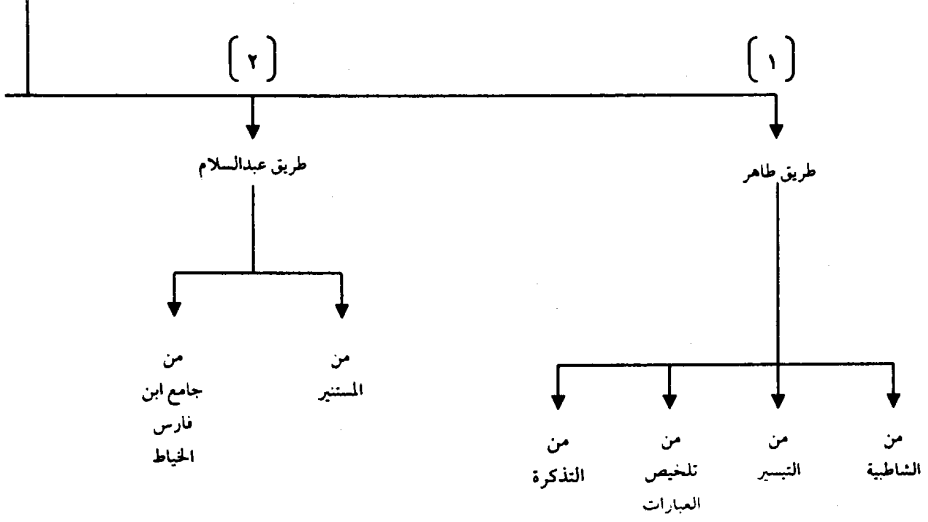 (١)
(٢)
طريق طاهر
طريق عبدالسلام
من
الشاطبية
من
التيسير
من
تلخيص
العبارات
من
التذكرة
من
المستنير
من
جامع ابن
فارس
الخياط